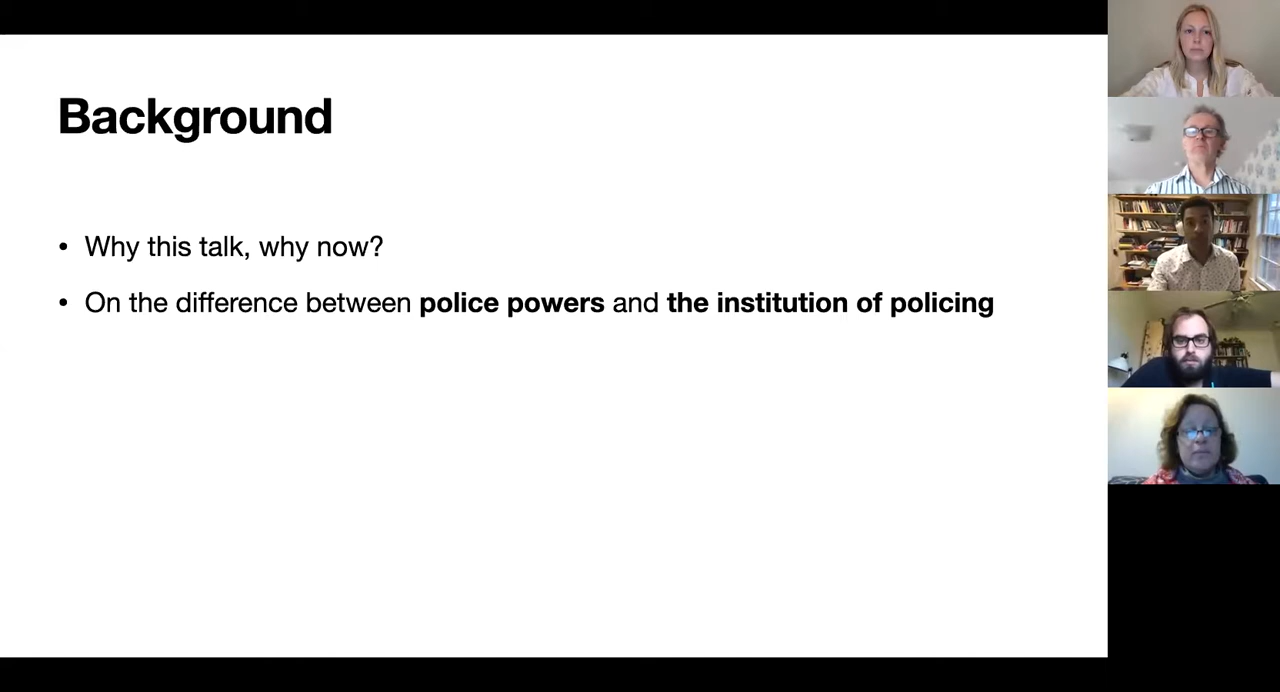 Background
• Why this talk, why now?
• On the difference between police powers and the institution of policing